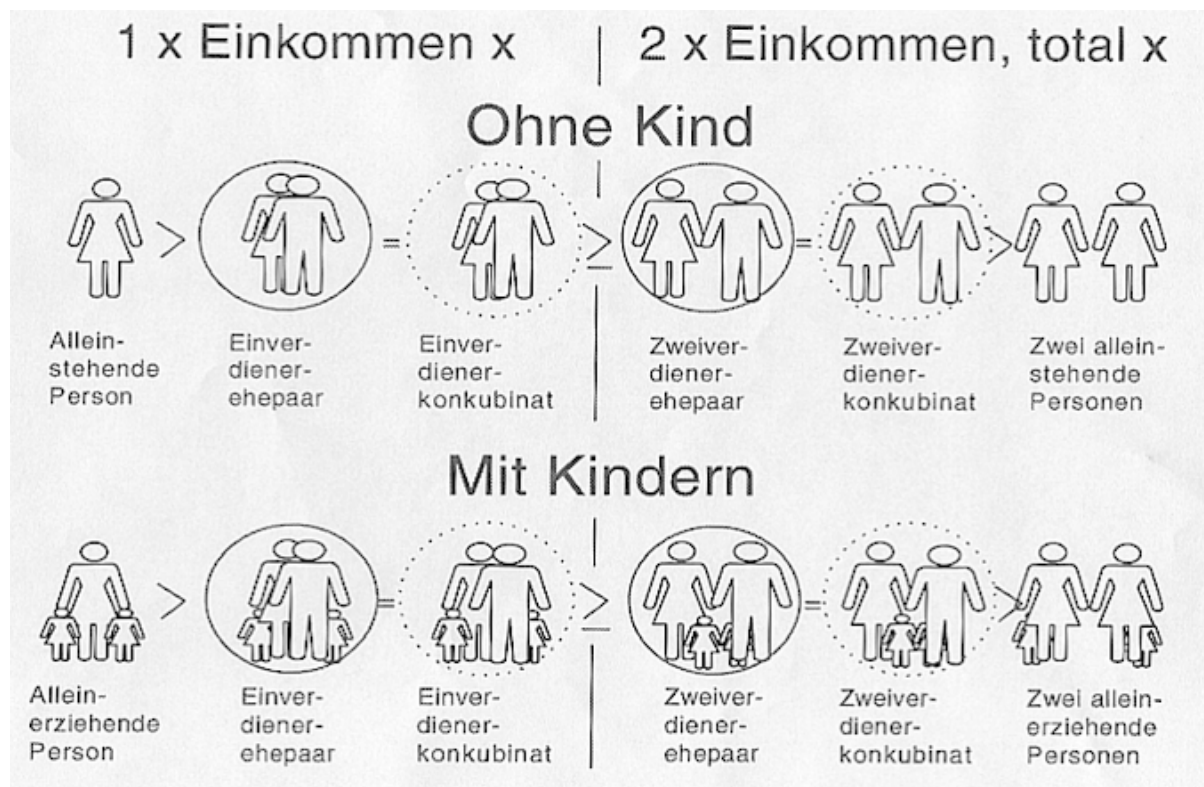 1 x Einkommen x | 2 x Einkommen, total x
Ohne Kind
> = ≥ = >
Allein-
stehende
Person
Einver-
diener-
ehepaar
Einver-
diener-
konkubinat
Zweiver-
diener-
ehepaar
Zweiver-
diener-
konkubinat
Zwei allein-
stehende
Personen
Mit Kindern
> = ≥ = >
Allein-
erziehende
Person
Einver-
diener-
ehepaar
Einver-
diener-
konkubinat
Zweiver-
diener-
ehepaar
Zweiver-
diener-
konkubinat
Zwei allein-
erziehende
Personen